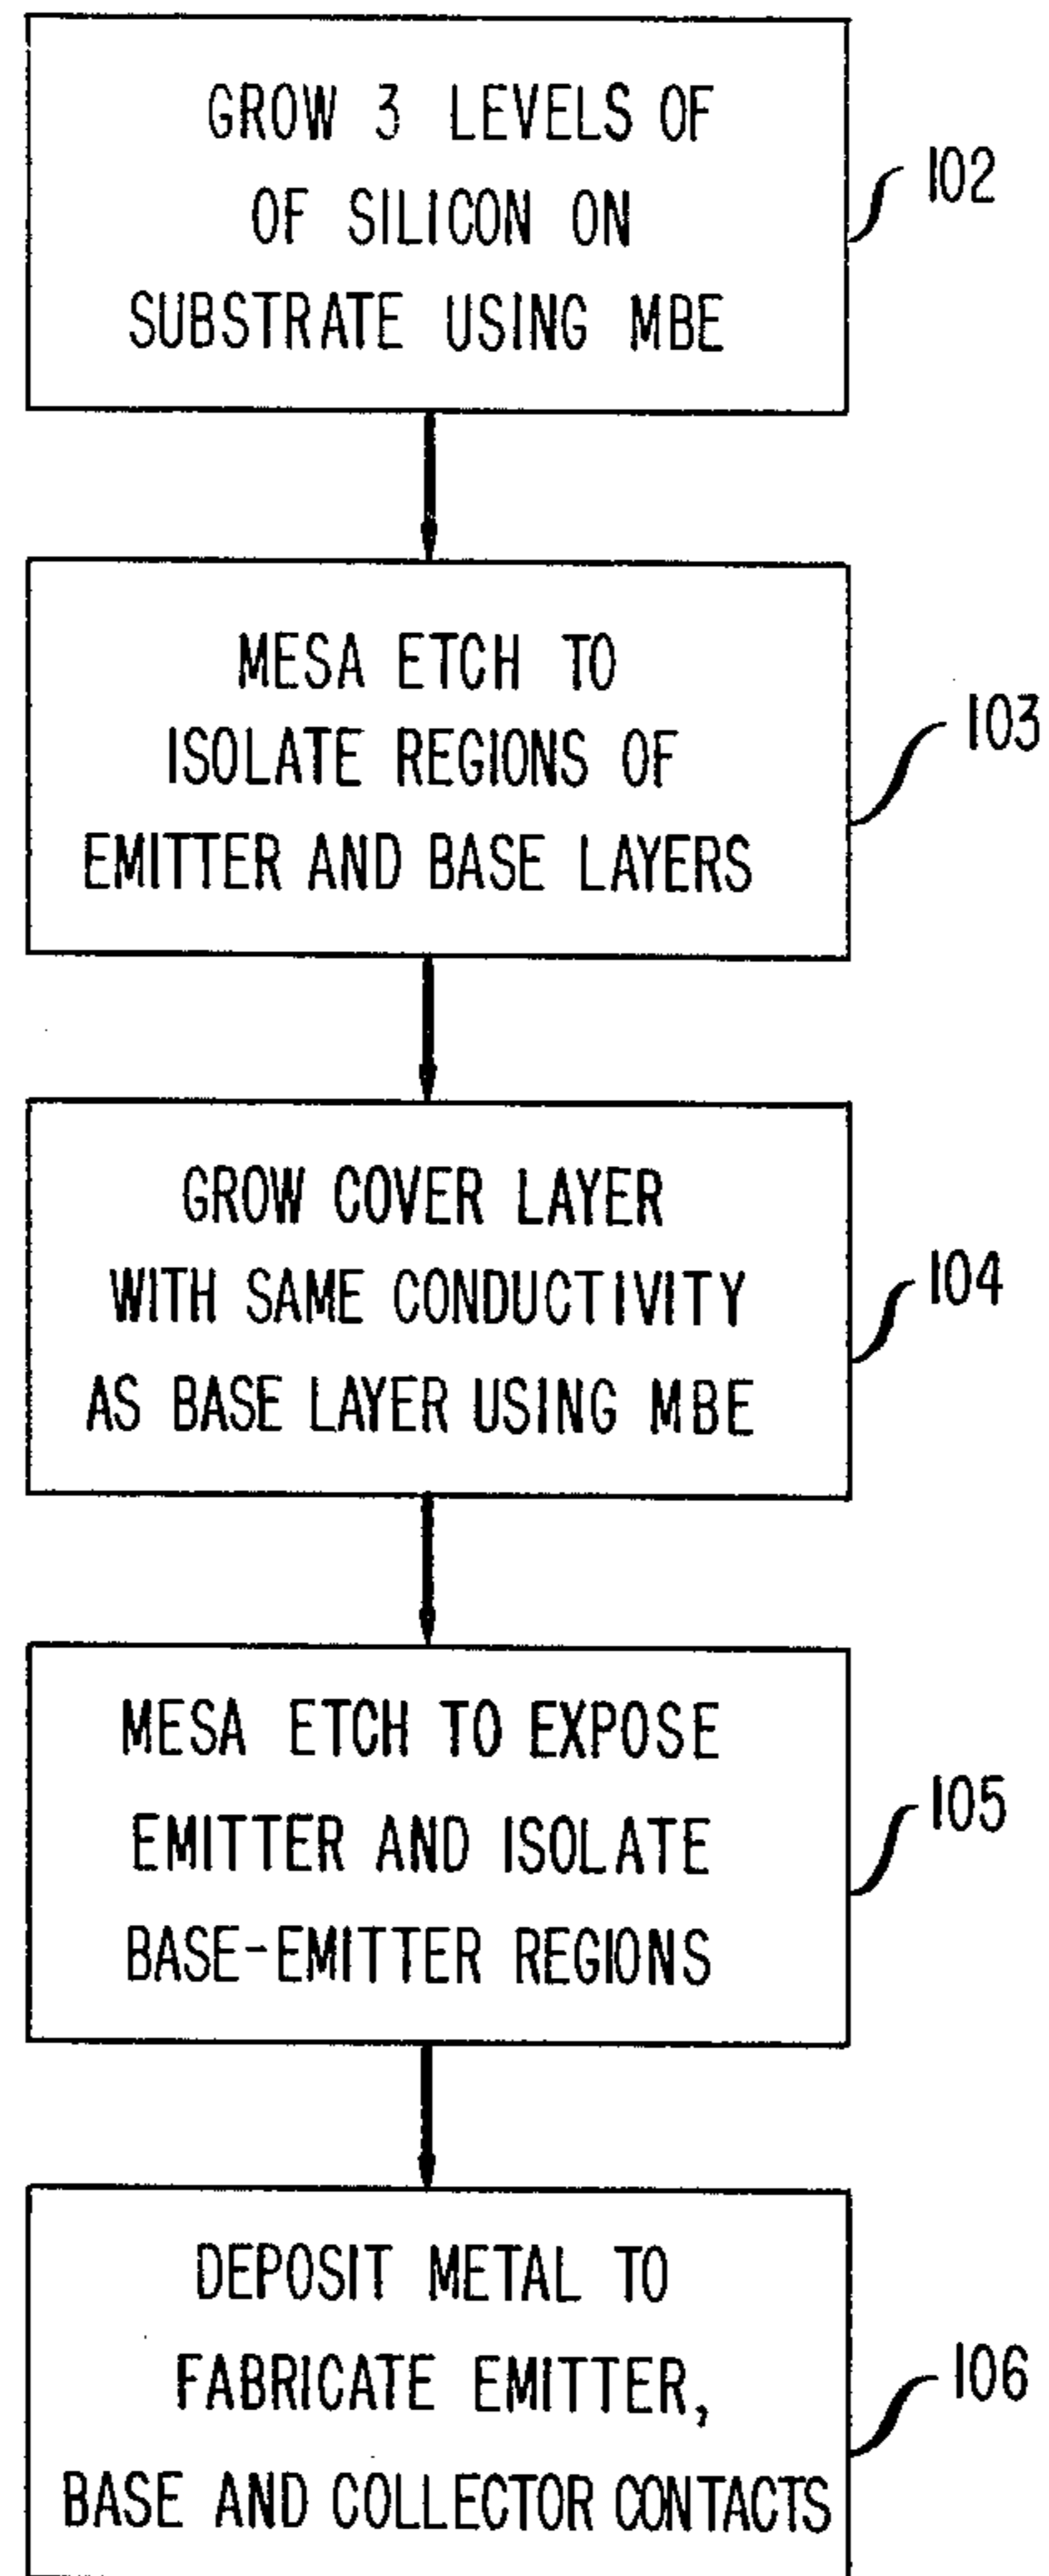 GROW 3 LEVELS OF
OF SILICON ON
SUBSTRATE USING MBE
102
MESA ETCH TO
ISOLATE REGIONS OF
EMITTER AND BASE LAYERS
103
GROW COVER LAYER
WITH SAME CONDUCTIVITY
AS BASE LAYER USING MBE
104
MESA ETCH TO EXPOSE
EMITTER AND ISOLATE
BASE-EMITTER REGIONS
105
DEPOSIT METAL TO
FABRICATE EMITTER,
BASE AND COLLECTOR CONTACTS
106